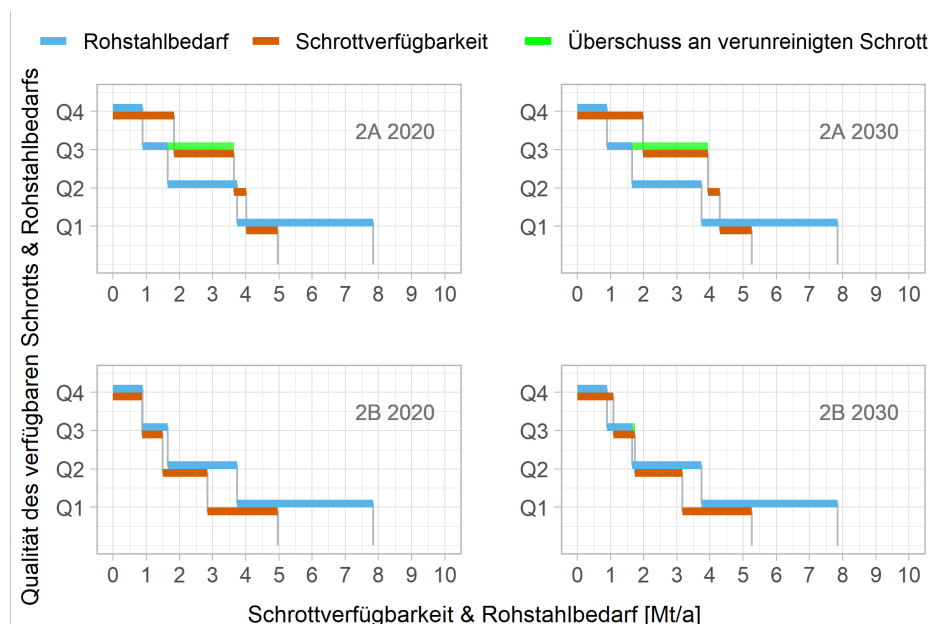 Rohstahlbedarf Schrottverfügbarkeit Überschuss an verunreinigten Schrott
Qualität des verfügbaren Schrotts & Rohstahlbedarfs
Q4
Q3
Q2
Q1
2A 2020
0 1 2 3 4 5 6 7 8 9 10
Q4
Q3
Q2
Q1
2A 2030
0 1 2 3 4 5 6 7 8 9 10
Q4
Q3
Q2
Q1
2B 2020
0 1 2 3 4 5 6 7 8 9 10
Q4
Q3
Q2
Q1
2B 2030
0 1 2 3 4 5 6 7 8 9 10
Schrottverfügbarkeit & Rohstahlbedarf [Mt/a]